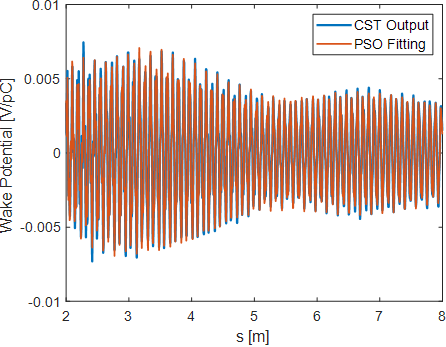 0.01
CST Output
PSO Fitting
0.005
Wake Potential [V/pC]
0
-0.005
-0.01
2 3 4 5 6 7 8
s [m]